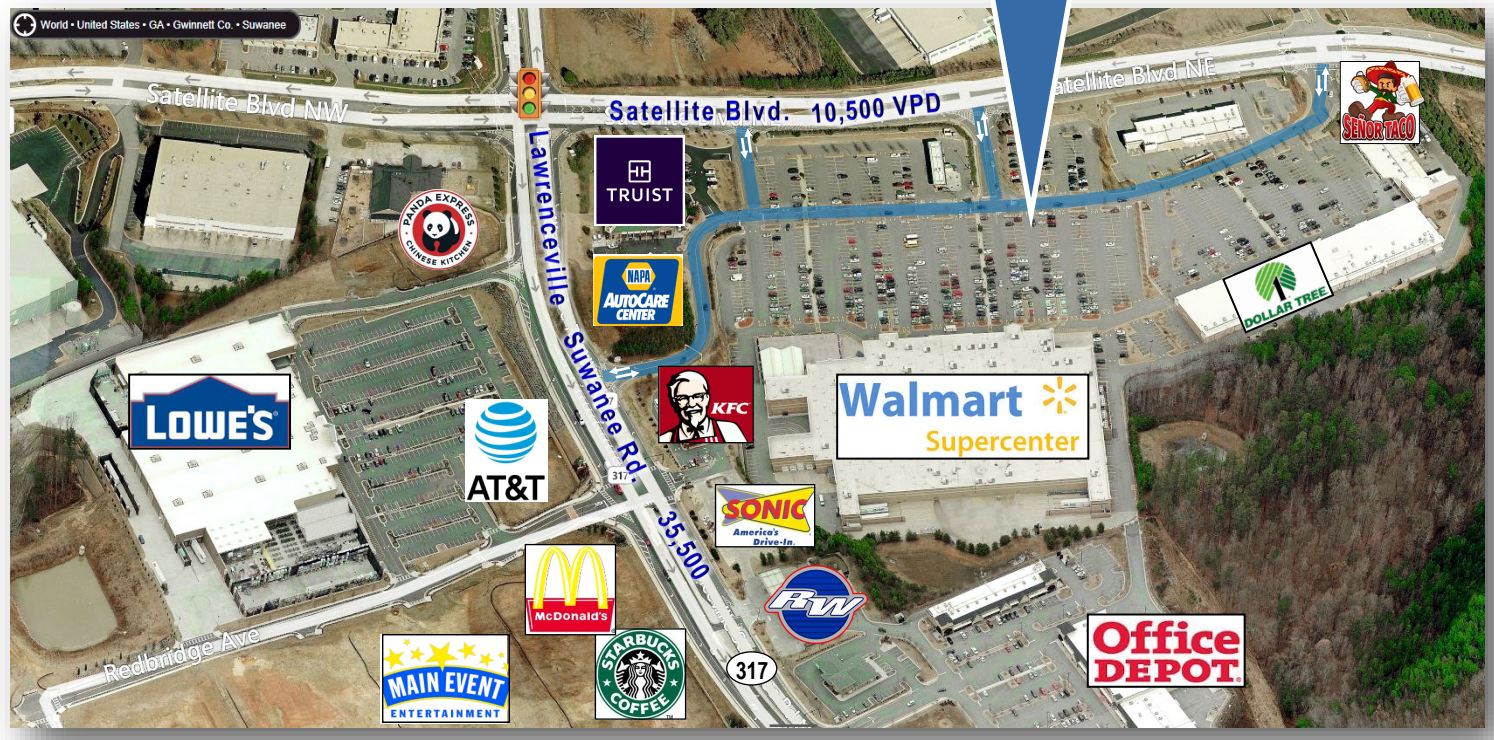 World • United States • GA • Gwinnett Co. • Suwanee
Satellite Blvd NW
Satellite Blvd. 10,500 VPD
atellite Blvd NE
SEÑOR TACO
TRUIST
PANDA EXPRESS
CHINESE KITCHEN
Lawrenceville Suwanee Rd. 35,500
NAPA
AUTOCARE
CENTER
DOLLAR TREE
LOWE'S
KFC
Walmart
Supercenter
AT&T
317
SONIC
America's
Drive-In.
McDonald's
RW
Office
DEPOT
Redbridge Ave
MAIN EVENT
ENTERTAINMENT
STARBUCKS
COFFEE
317